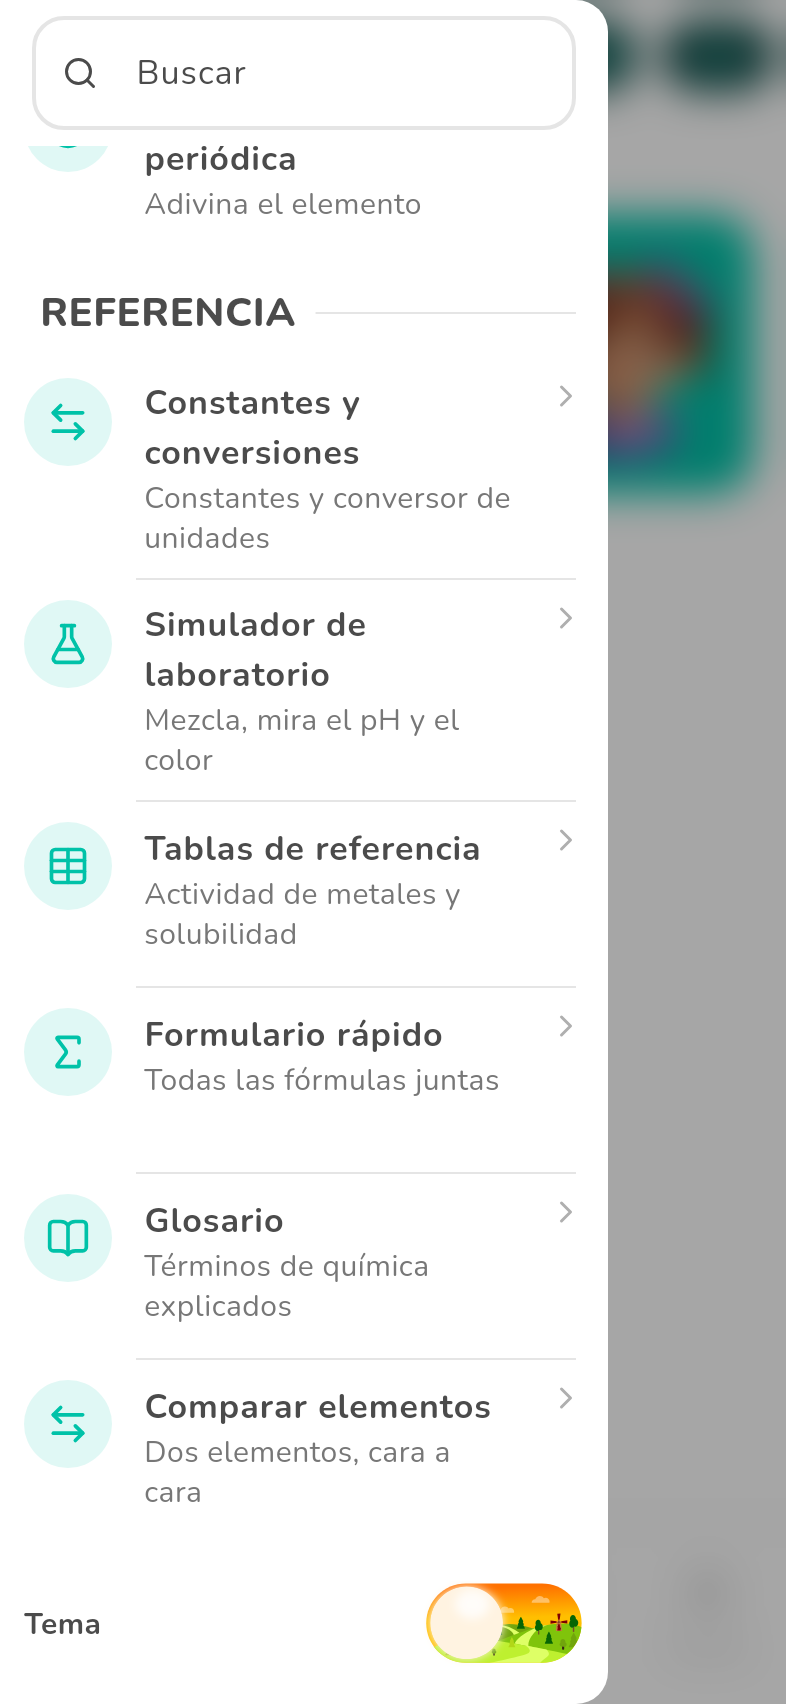 Buscar
periódica
Adivina el elemento
REFERENCIA
Constantes y
conversiones
Constantes y conversor de
unidades
Simulador de
laboratorio
Mezcla, mira el pH y el
color
Tablas de referencia
Actividad de metales y
solubilidad
Formulario rápido
Todas las fórmulas juntas
Glosario
Términos de química
explicados
Comparar elementos
Dos elementos, cara a
cara
Tema